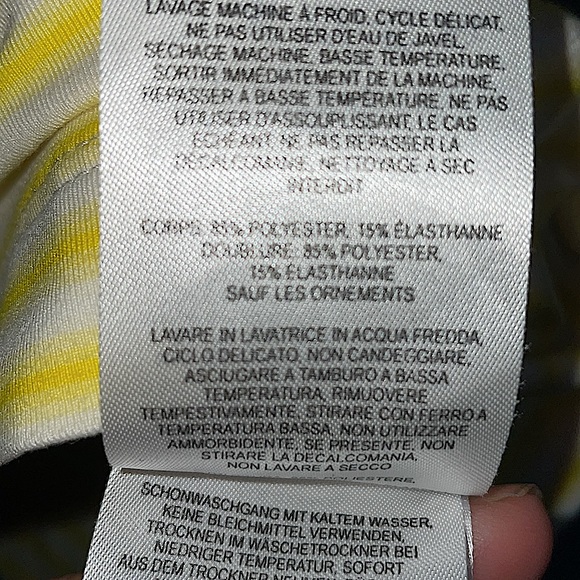 LAVAGE MACHINE À FROID, CYCLE DÉLICAT,
NE PAS UTILISER D'EAU DE JAVEL,
SÉCHAGE MACHINE, BASSE TEMPÉRATURE,
SORTIR IMMÉDIATEMENT DE LA MACHINE,
REPASSER À BASSE TEMPÉRATURE, NE PAS
UTILISER D'ASSOUPLISSANT, LE CAS
ÉCHÉANT, NE PAS REPASSER LA
DÉCALCOMANIE, NETTOYAGE À SEC
INTERDIT
CORPS: 85% POLYESTER, 15% ÉLASTHANNE
DOUBLURE: 85% POLYESTER,
15% ÉLASTHANNE
SAUF LES ORNEMENTS
LAVARE IN LAVATRICE IN ACQUA FREDDA,
CICLO DELICATO, NON CANDEGGIARE,
ASCIUGARE A TAMBURO A BASSA
TEMPERATURA, RIMUOVERE
TEMPESTIVAMENTE, STIRARE CON FERRO A
TEMPERATURA BASSA, NON UTILIZZARE
AMMORBIDENTE, SE PRESENTE, NON
STIRARE LA DECALCOMANIA,
NON LAVARE A SECCO
POLIESTERE,
SCHONWASCHGANG MIT KALTEM WASSER,
KEINE BLEICHMITTEL VERWENDEN,
TROCKNEN IM WÄSCHETROCKNER BEI
NIEDRIGER TEMPERATUR, SOFORT
AUS DEM TROCKNER